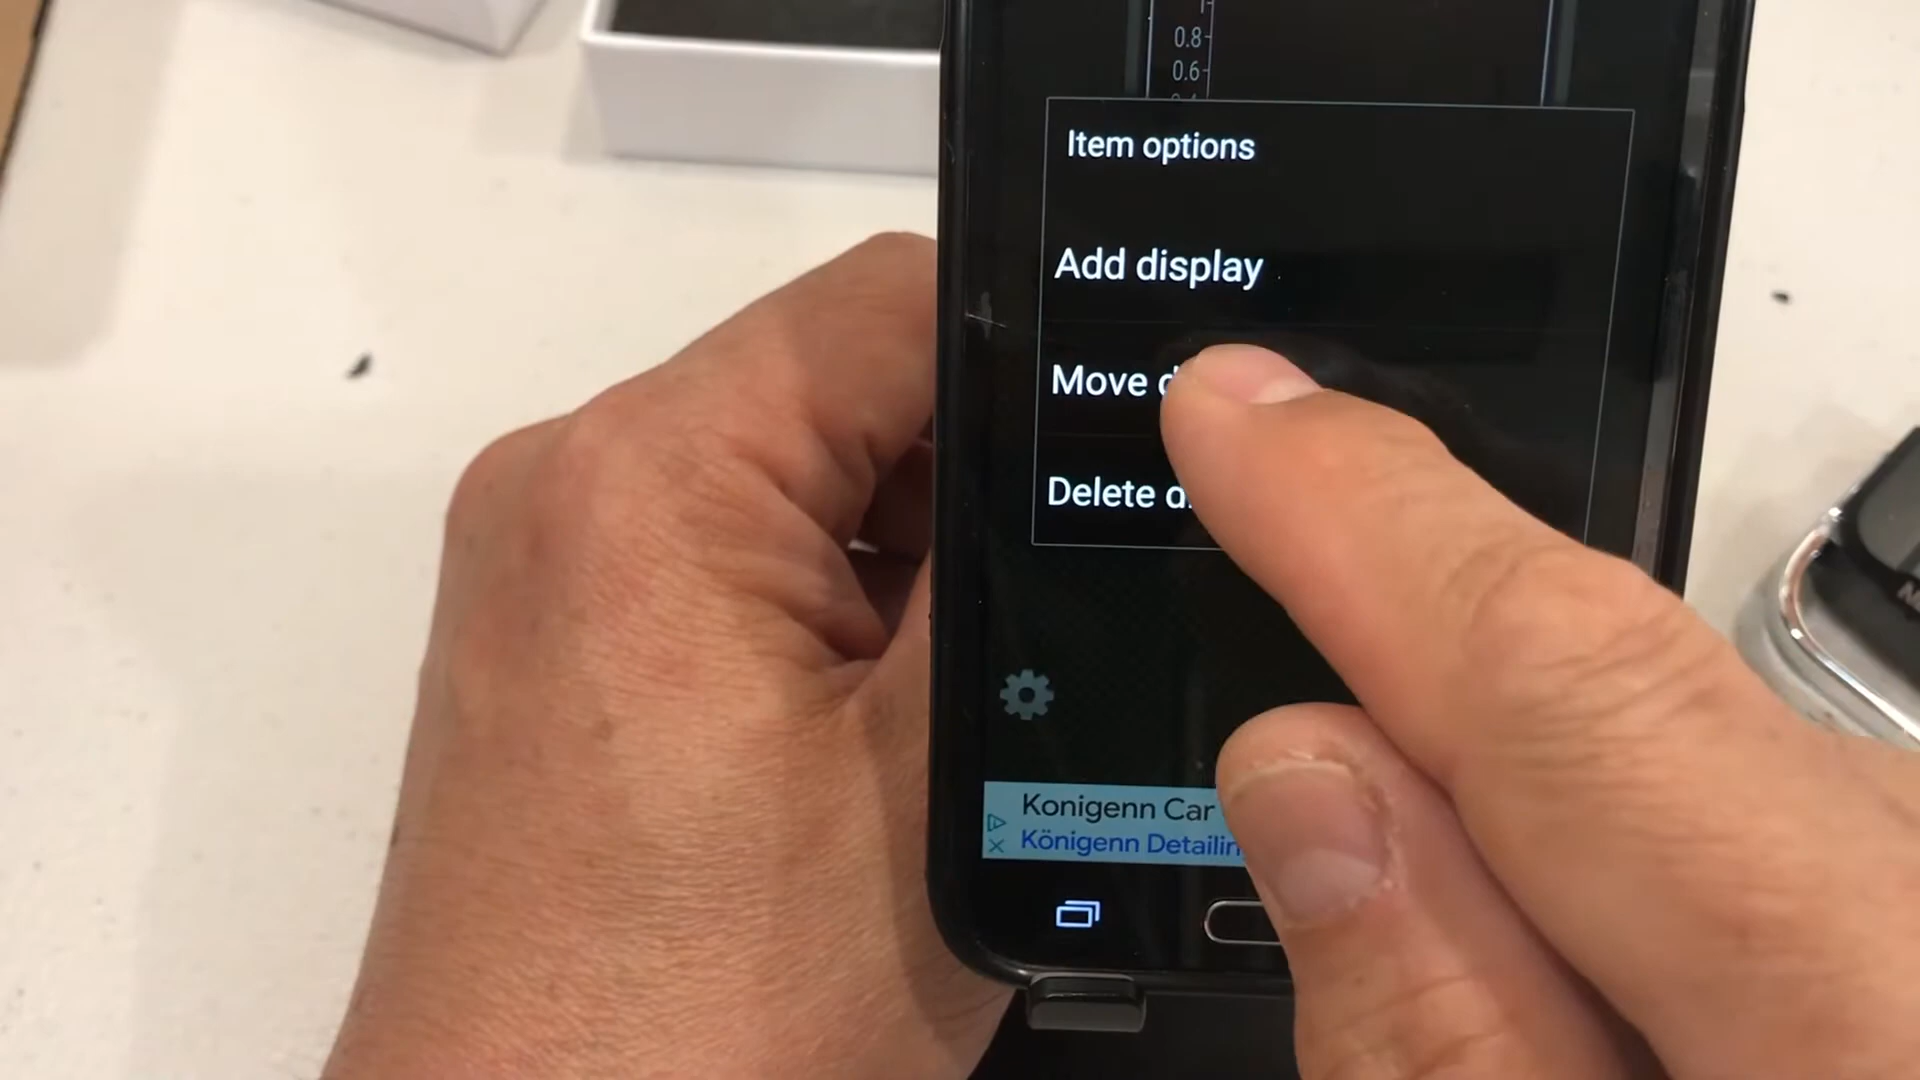 0.8
0.6
Item options
Add display
Move
Delete
Konigenn Car
Königenn